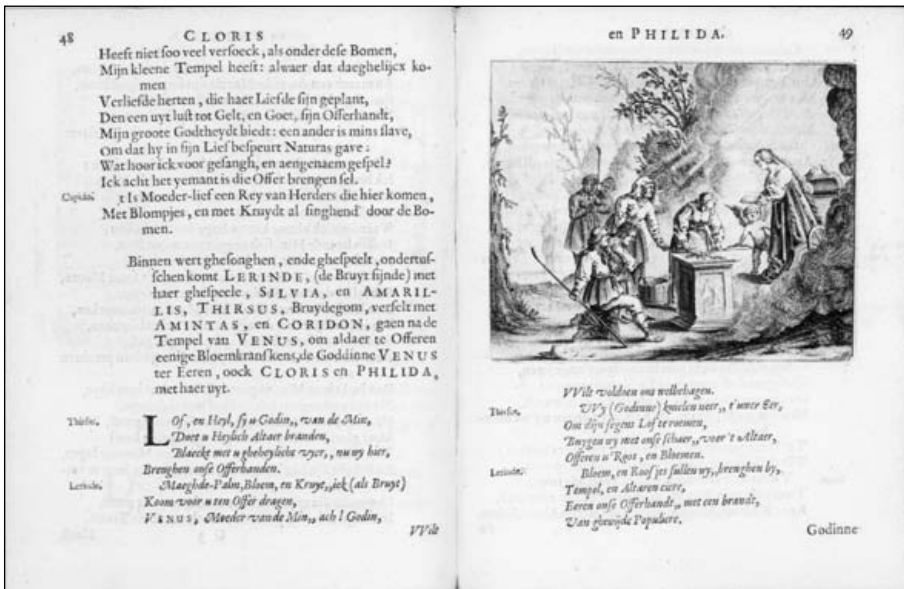 48 CLORIS
Heeft niet soo veel versoeck, als onder dese Bomen,
Mijn kleene Tempel heeft: alwaer dat daeghelijcx ko-
men
Verliefde herten, die haer Liefde sijn geplant,
Den een uyt lust tot Gelt, en Goet, sijn Offerhandt,
Mijn groote Godtheydt biedt: een ander is mins slave,
Om dat hy in sijn Lief bespeurt Naturas gave:
Wat hoor ick voor gesangh, en aengenaem gespel?
Ick acht het yemant is die Offer brengen sel.
Cupido. t Is Moeder-lief een Rey van Herders die hier komen,
Met Blompjes, en met Kruydt al singhend door de Bo-
men.
Binnen wert ghesonghen, ende ghespeelt, ondertus-
schen komt LERINDE, (de Bruyt sijnde) met
haer ghespeele, SILVIA, en AMARIL-
LIS, THIRSUS, Bruydegom, verselt met
AMINTAS, en CORIDON, gaen na de
Tempel van VENUS, om aldaer te Offeren
eenige Bloemkranskens, de Goddinne VENUS
ter Eeren, oock CLORIS en PHILIDA,
met haer uyt.
Thirsus. LOf, en Heyl, sy u Godin,, van de Min,
Doet u Heylich Altaer branden,
Blaeckt met u gheheylicht vyer,, nu wy hier,
Brenghen onse Offerhanden.
Lerinde. Maeghde-Palm, Bloem, en Kruyt,, ick (als Bruyt)
Koom voor u ten Offer dragen,
VENUS, Moeder van de Min,, ach! Godin,
VVilt
en PHILIDA. 49
VVilt voldoen ons welbehagen.
Thirsus. VVy (Godinne) knielen neer,, t'uwer Eer,
Om dijn segens Lof te roemen,
Buygen wy met onse schaer,, voor 't Altaer,
Offeren u Roos, en Bloemen.
Lerinde. Bloem, en Roosjes sullen wy,, brenghen by,
Tempel, en Altaren
Eeren onse Offerhandt,, met een brandt,
Van ghewijde Populiere.
Godinne